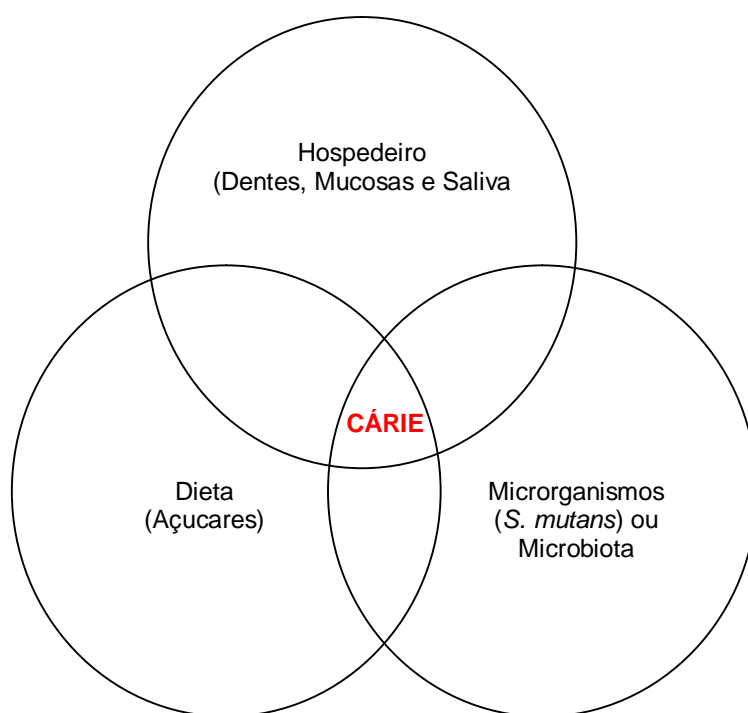 Hospedeiro
(Dentes, Mucosas e Saliva
CÁRIE
Dieta
(Açucares)
Microrganismos
(S. mutans) ou
Microbiota